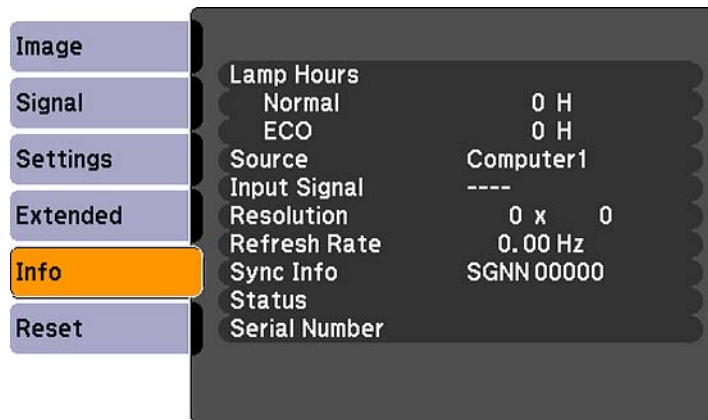 Image
Signal
Settings
Extended
Info
Reset
Lamp Hours
Normal 0 H
ECO 0 H
Source Computer1
Input Signal ----
Resolution 0 x 0
Refresh Rate 0.00 Hz
Sync Info SGNN 00000
Status
Serial Number